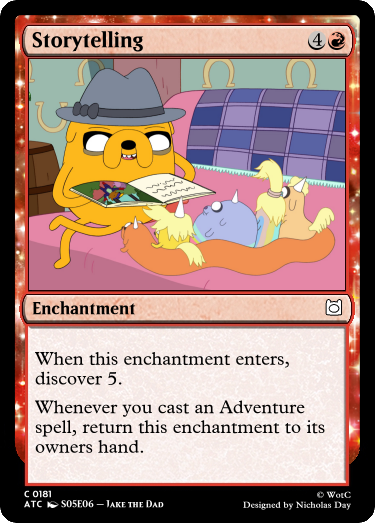 Storytelling 4
Enchantment
When this enchantment enters,
discover 5.
Whenever you cast an Adventure
spell, return this enchantment to its
owners hand.
C 0181 © WotC
ATC S05E06 – Jake the Dad Designed by Nicholas Day